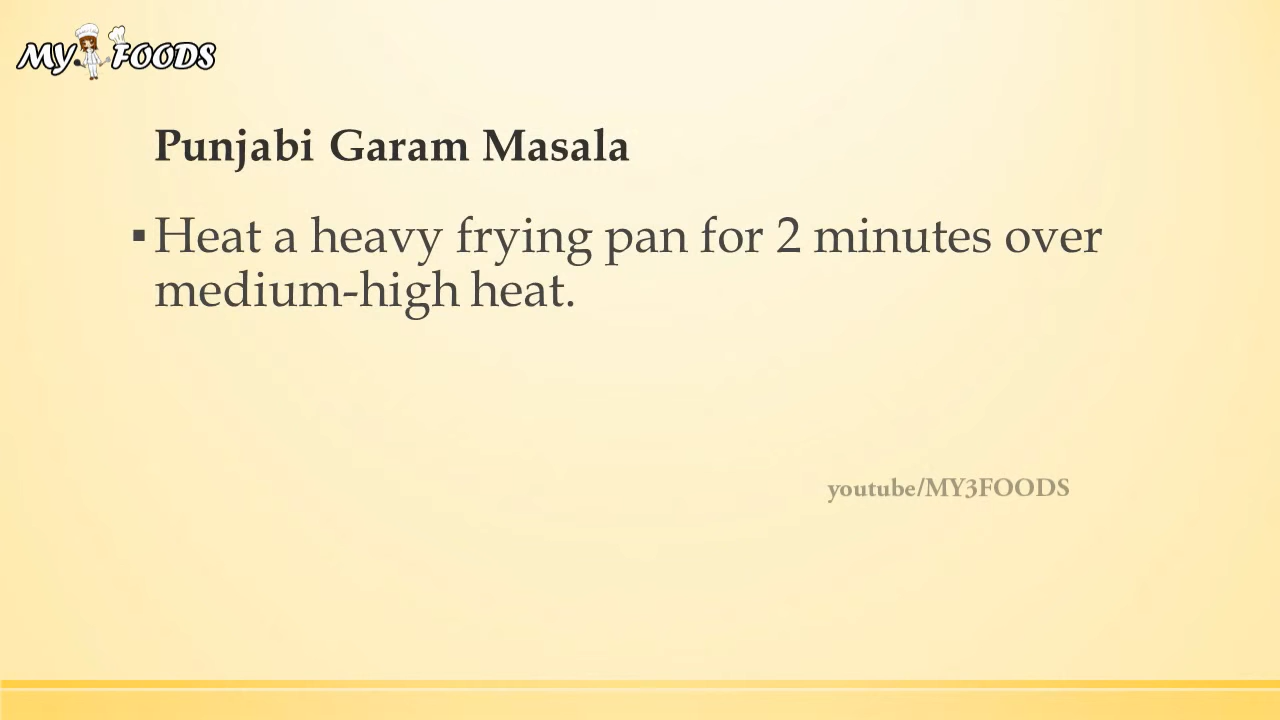 MY FOODS
Punjabi Garam Masala
▪Heat a heavy frying pan for 2 minutes over
medium-high heat.
youtube/MY3FOODS